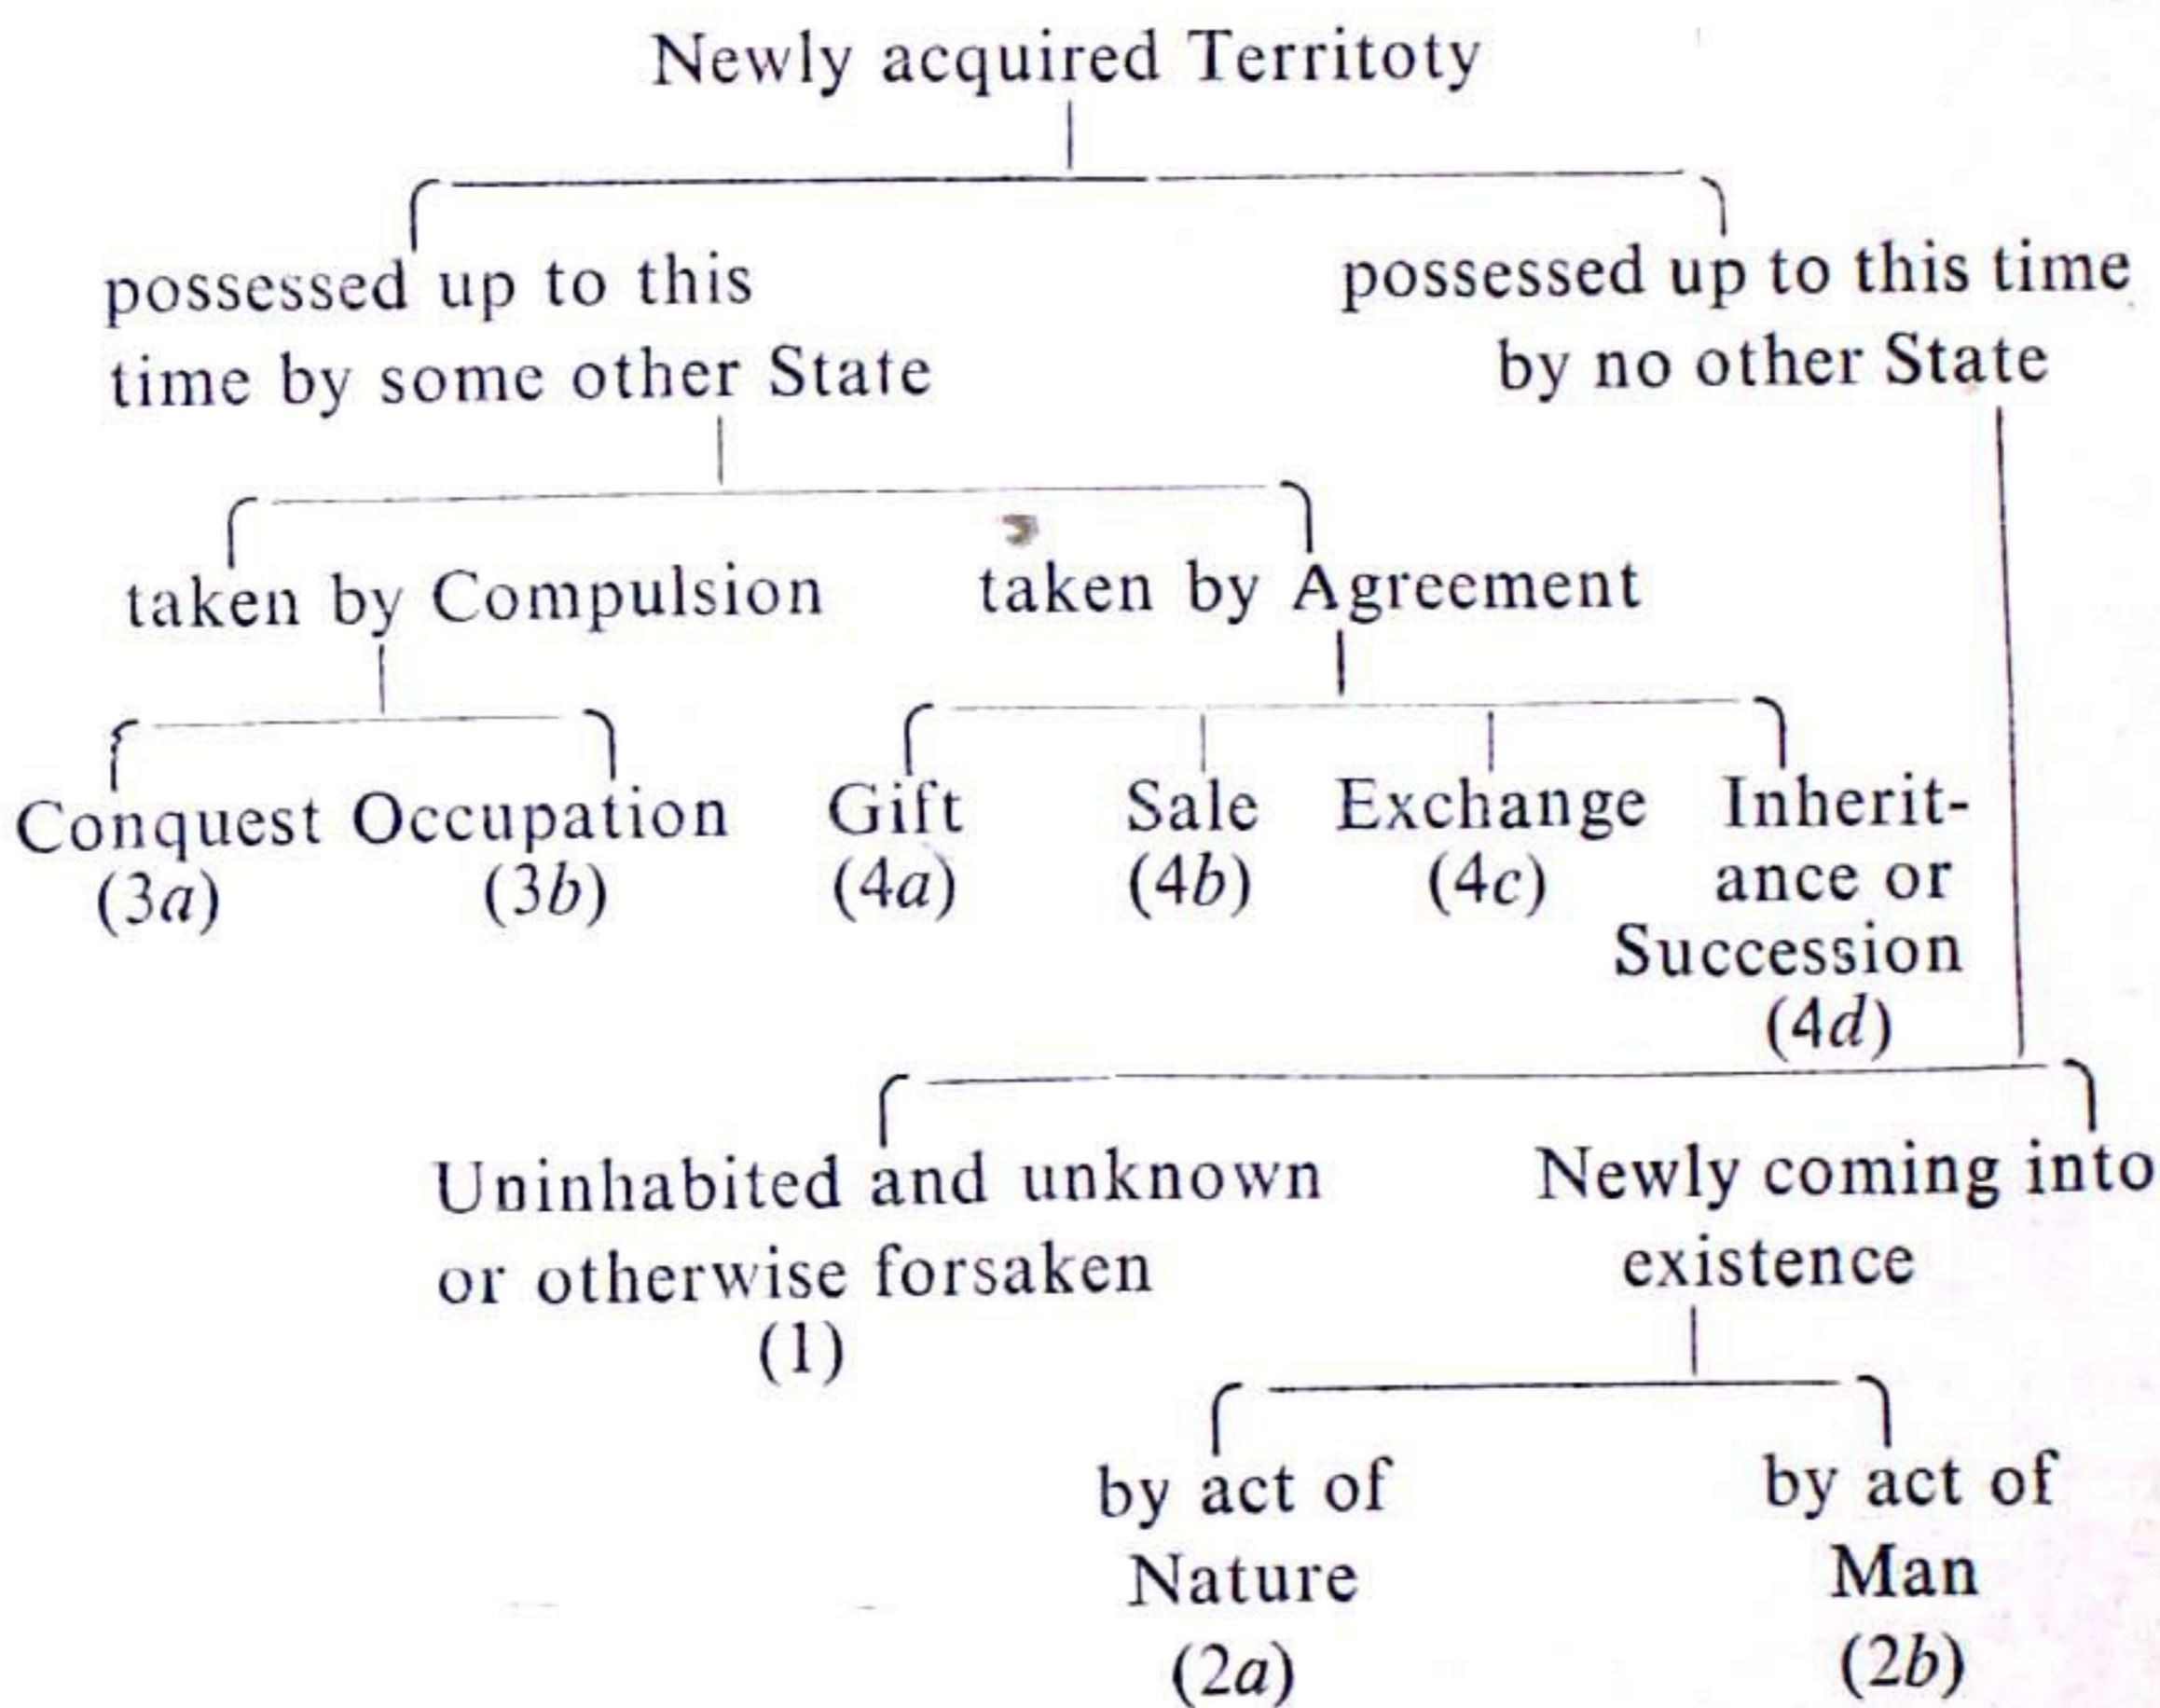 Newly acquired Territoty
possessed up to this
time by some other State
possessed up to this time
by no other State
taken by Compulsion
taken by Agreement
Conquest
(3a)
Occupation
(3b)
Gift
(4a)
Sale
(4b)
Exchange
(4c)
Inherit-
ance or
Succession
(4d)
Uninhabited and unknown
or otherwise forsaken
(1)
Newly coming into
existence
by act of
Nature
(2a)
by act of
Man
(2b)